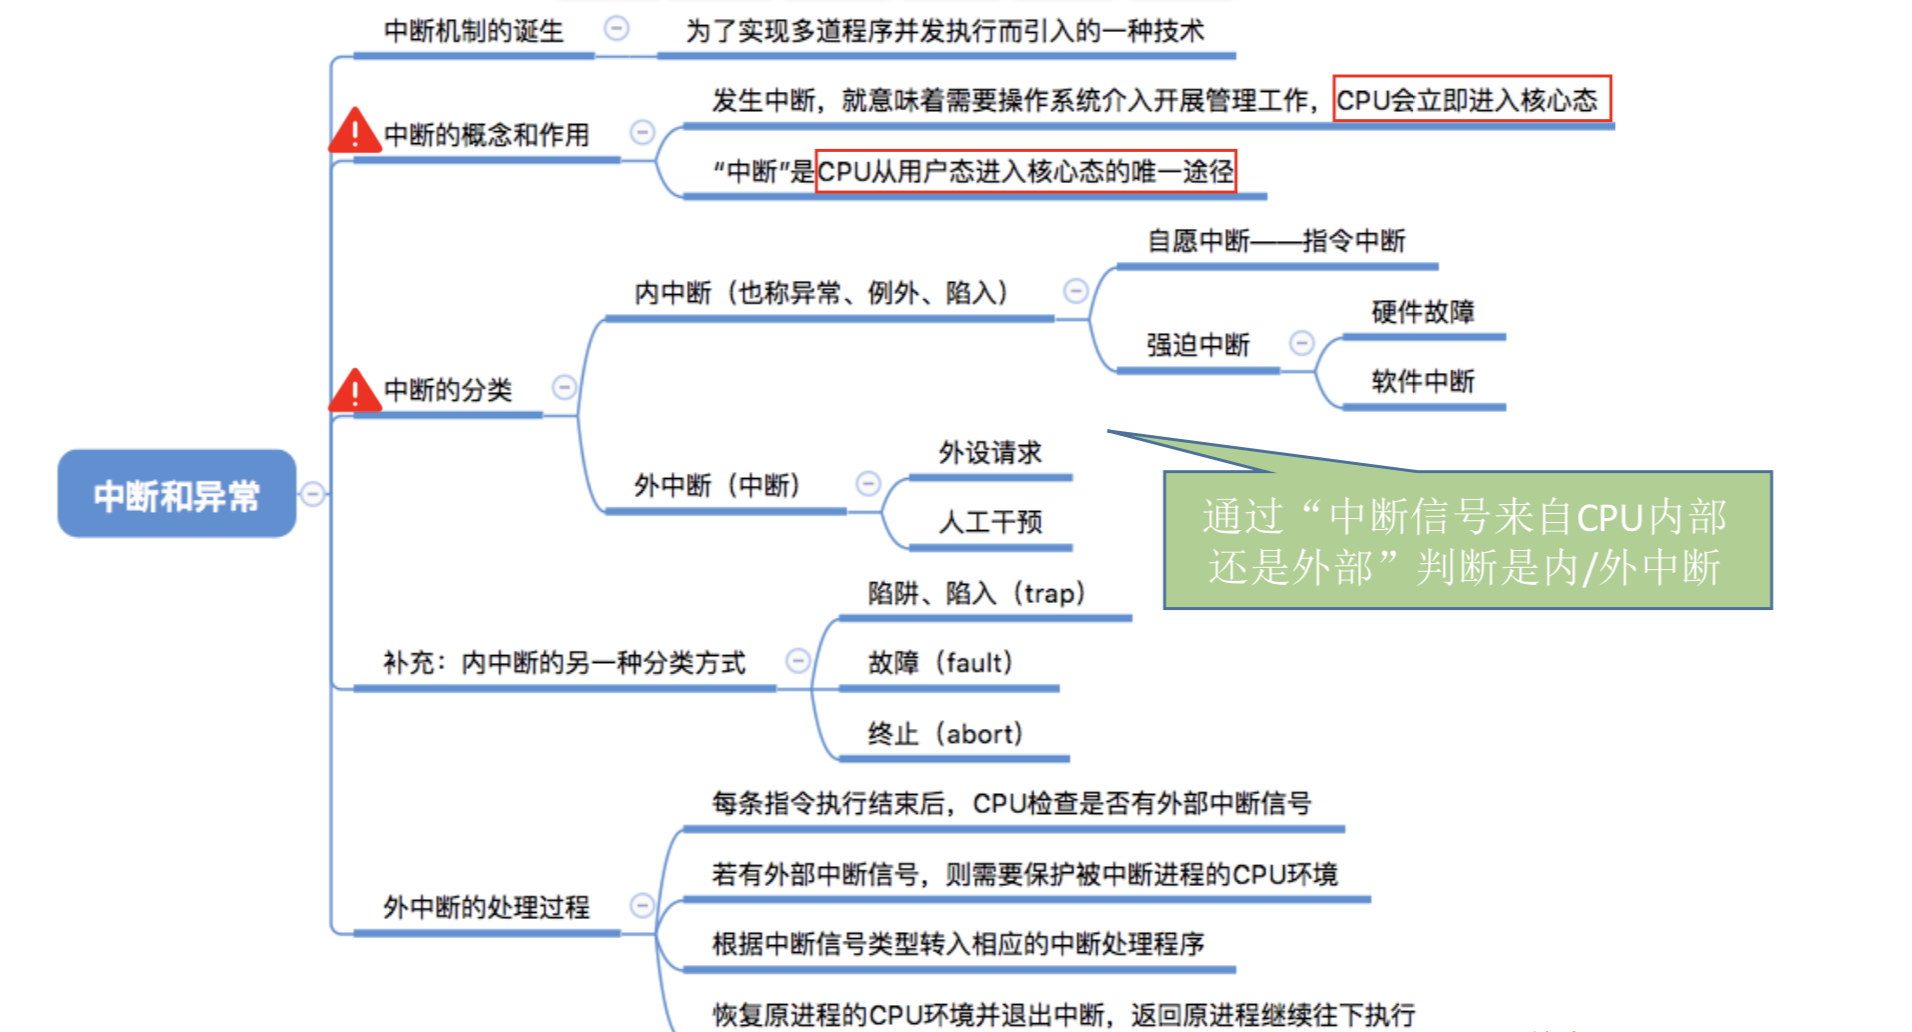 中断机制的诞生
为了实现多道程序并发执行而引入的一种技术
中断的概念和作用
发生中断，就意味着需要操作系统介入开展管理工作，CPU会立即进入核心态
“中断”是CPU从用户态进入核心态的唯一途径
中断的分类
内中断（也称异常、例外、陷入）
自愿中断——指令中断
强迫中断
硬件故障
软件中断
外中断（中断）
外设请求
人工干预
通过“中断信号来自CPU内部
还是外部”判断是内/外中断
中断和异常
补充：内中断的另一种分类方式
陷阱、陷入（trap）
故障（fault）
终止（abort）
外中断的处理过程
每条指令执行结束后，CPU检查是否有外部中断信号
若有外部中断信号，则需要保护被中断进程的CPU环境
根据中断信号类型转入相应的中断处理程序
恢复原进程的CPU环境并退出中断，返回原进程继续往下执行